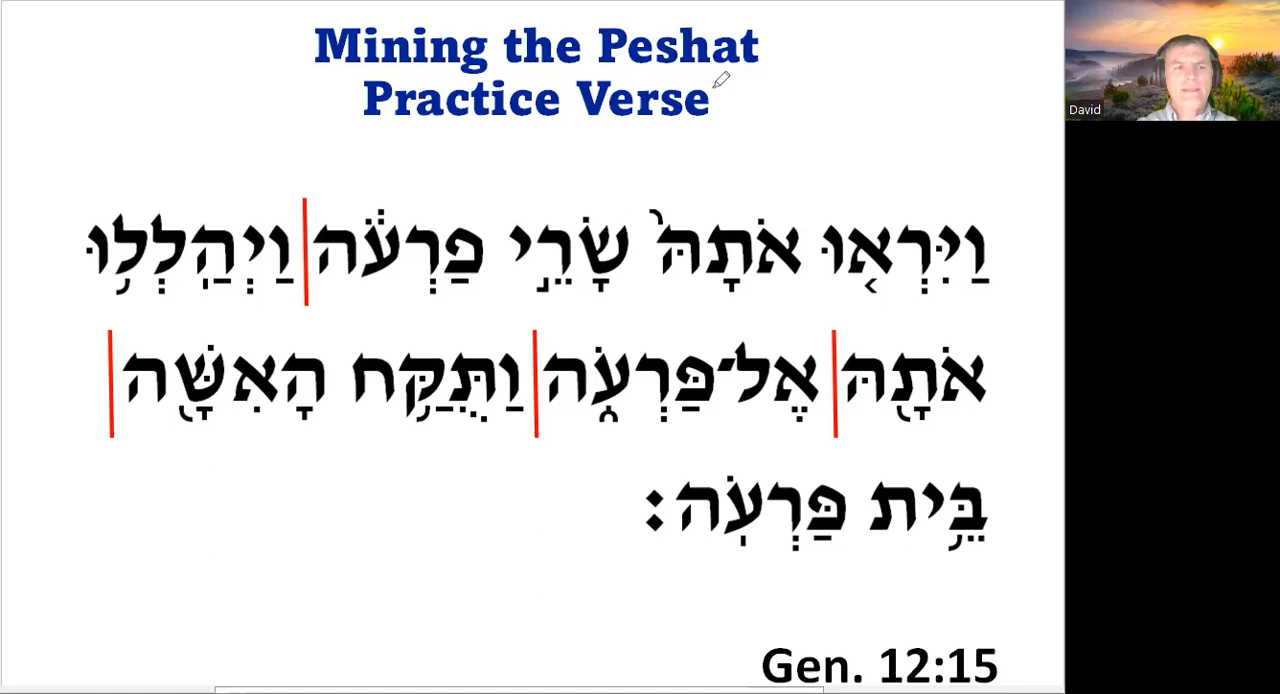 Mining the Peshat
Practice Verse
David
וַיִּרְא֤וּ אֹתָהּ֙ שָׂרֵ֣י פַרְעֹ֔ה וַיְהַֽלְל֥וּ
אֹתָ֖הּ אֶל־פַּרְעֹ֑ה וַתֻּקַּ֥ח הָאִשָּׁ֖ה
בֵּ֥ית פַּרְעֹֽה׃
Gen. 12:15